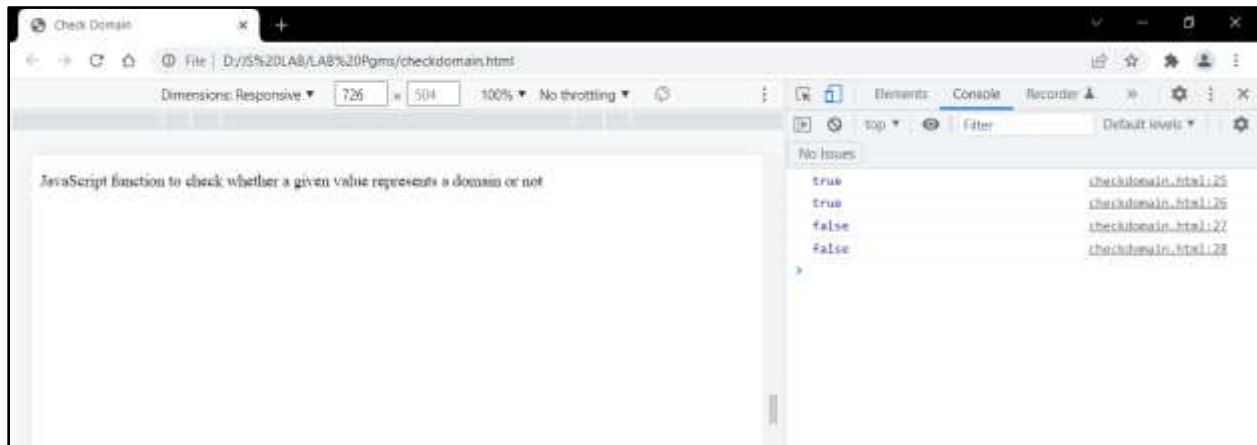 Check Domain
File | D:/JS%20LAB/LAB%20Pgms/checkdomain.html
Dimensions: Responsive 726 × 504 100% No throttling
Elements Console Recorder
top Filter Default levels
No Issues
JavaScript function to check whether a given value represents a domain or not
true checkdomain.html:25
true checkdomain.html:26
false checkdomain.html:27
false checkdomain.html:28